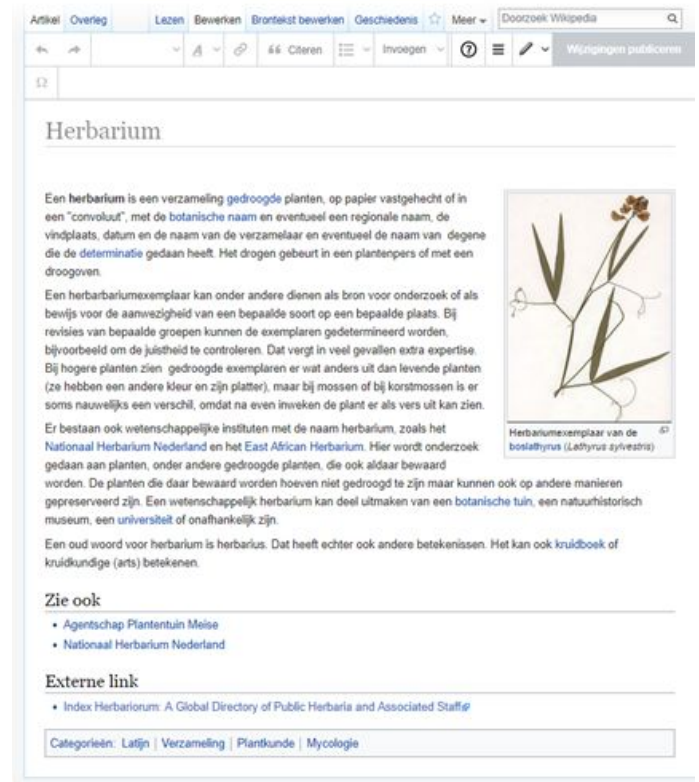 Artikel Overleg Lezen Bewerken Brontekst bewerken Geschiedenis Meer Doorzoek Wikipedia
Citeren Invoegen Wijzigingen publiceren
Ω
Herbarium
Een herbarium is een verzameling gedroogde planten, op papier vastgehecht of in
een "convoluut", met de botanische naam en eventueel een regionale naam, de
vindplaats, datum en de naam van de verzamelaar en eventueel de naam van degene
die de determinatie gedaan heeft. Het drogen gebeurt in een plantenpers of met een
droogoven.
Een herbarbariumexemplaar kan onder andere dienen als bron voor onderzoek of als
bewijs voor de aanwezigheid van een bepaalde soort op een bepaalde plaats. Bij
revisies van bepaalde groepen kunnen de exemplaren gedetermineerd worden,
bijvoorbeeld om de juistheid te controleren. Dat vergt in veel gevallen extra expertise.
Bij hogere planten zien gedroogde exemplaren er wat anders uit dan levende planten
(ze hebben een andere kleur en zijn platter), maar bij mossen of bij korstmossen is er
soms nauwelijks een verschil, omdat na even inweken de plant er als vers uit kan zien.
Herbariumexemplaar van de
boslathyrus (Lathyrus sylvestris)
Er bestaan ook wetenschappelijke instituten met de naam herbarium, zoals het
Nationaal Herbarium Nederland en het East African Herbarium. Hier wordt onderzoek
gedaan aan planten, onder andere gedroogde planten, die ook aldaar bewaard
worden. De planten die daar bewaard worden hoeven niet gedroogd te zijn maar kunnen ook op andere manieren
gepreserveerd zijn. Een wetenschappelijk herbarium kan deel uitmaken van een botanische tuin, een natuurhistorisch
museum, een universiteit of onafhankelijk zijn.
Een oud woord voor herbarium is herbarius. Dat heeft echter ook andere betekenissen. Het kan ook kruidboek of
kruidkundige (arts) betekenen.
Zie ook
Agentschap Plantentuin Meise
Nationaal Herbarium Nederland
Externe link
Index Herbariorum: A Global Directory of Public Herbaria and Associated Staff
Categorieën: Latijn | Verzameling | Plantkunde | Mycologie